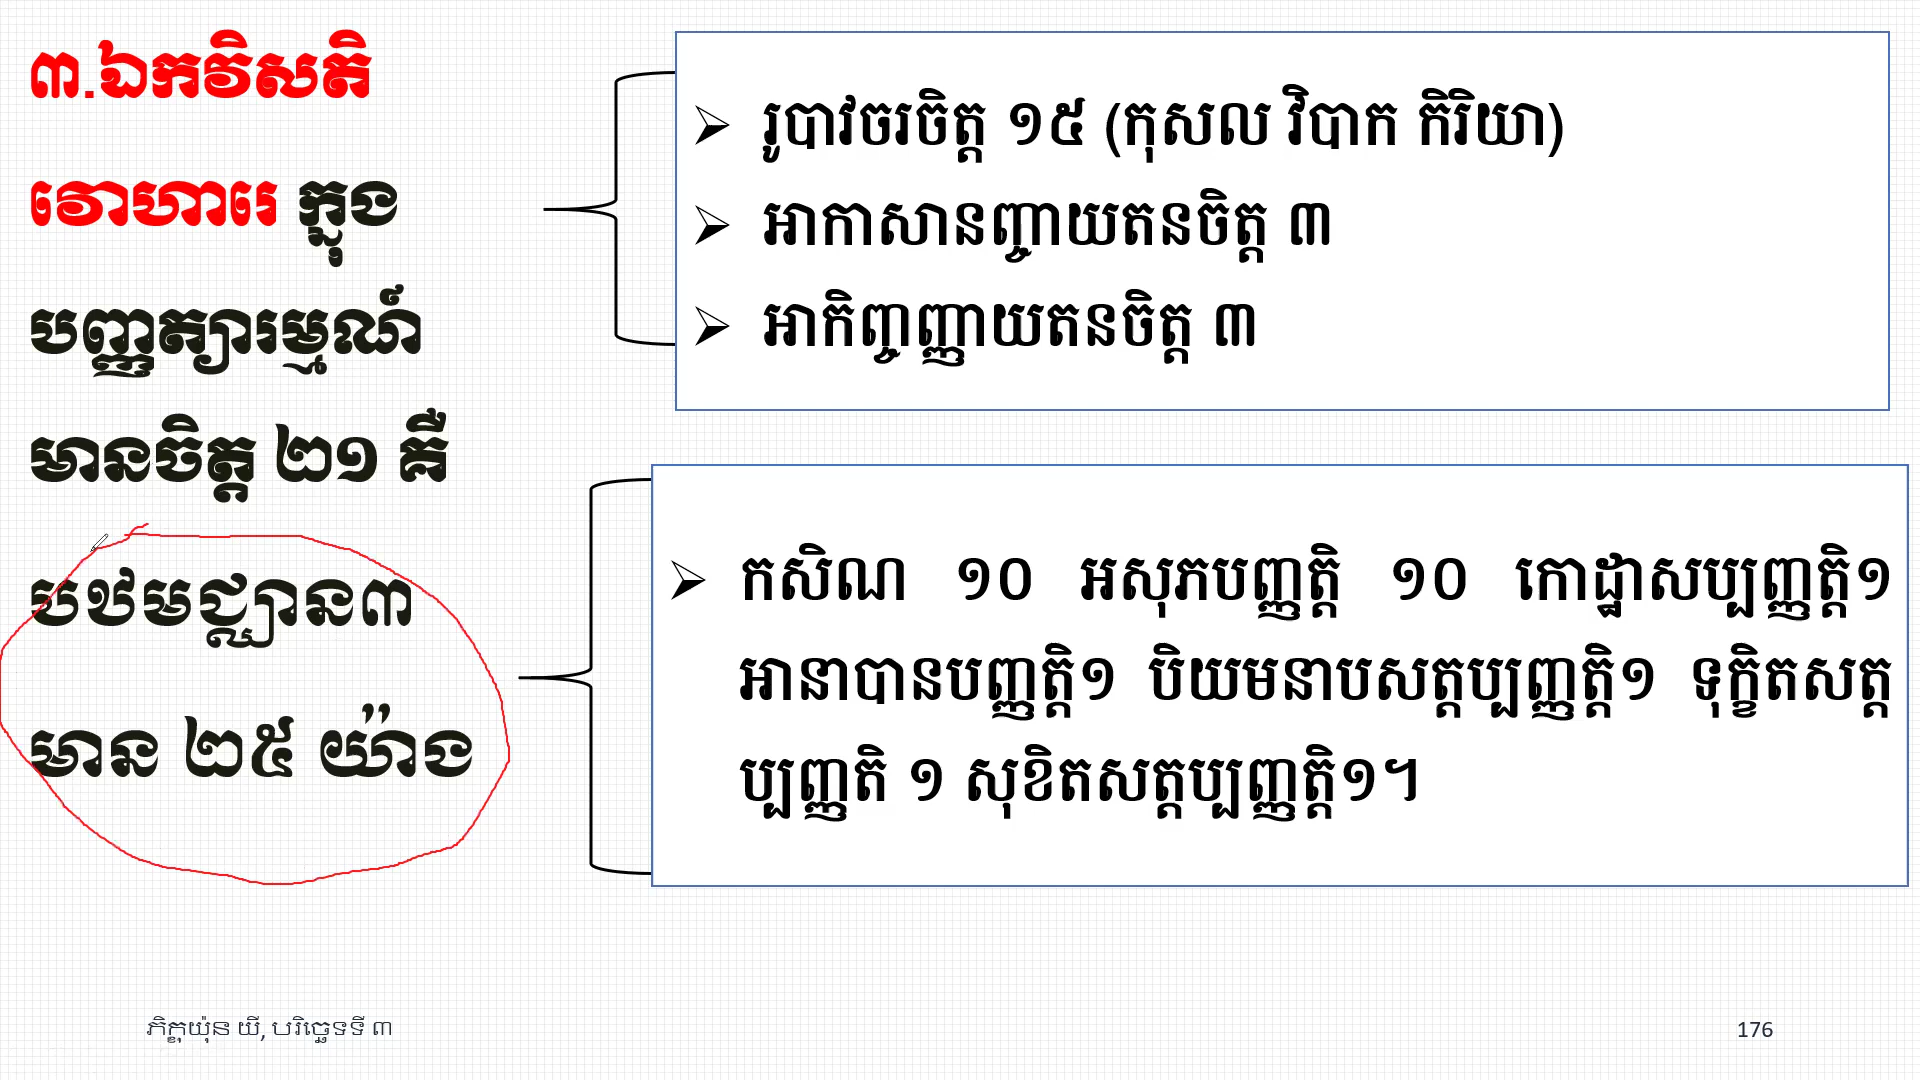 ៣.ឯកវិសតិ
វោហារេ ក្នុង
បញ្ញត្យារម្មណ៍
មានចិត្ត ២១ គឺ
បឋមជ្ឈាន៣
មាន ២៥ យ៉ាង
រូបាវចរចិត្ត ១៥ (កុសល វិបាក កិរិយា)
អាកាសានញ្ចាយតនចិត្ត ៣
អាកិញ្ចញ្ញាយតនចិត្ត ៣
កសិណ ១០ អសុភបញ្ញត្តិ ១០ កោដ្ឋាសប្បញ្ញត្តិ១
អានាបានបញ្ញត្តិ១ បិយមនាបសត្តប្បញ្ញត្តិ១ ទុក្ខិតសត្ត
ប្បញ្ញតិ ១ សុខិតសត្តប្បញ្ញត្តិ១។
ភិក្ខុយ៉ុន យី, បរិច្ឆេទទី ៣
176